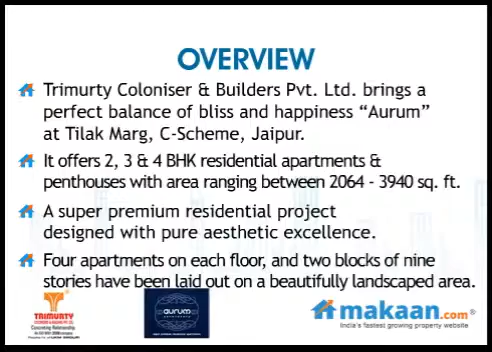 OVERVIEW
Trimurty Coloniser & Builders Pvt. Ltd. brings a
perfect balance of bliss and happiness “Aurum”
at Tilak Marg, C-Scheme, Jaipur.
It offers 2, 3 & 4 BHK residential apartments &
penthouses with area ranging between 2064 - 3940 sq. ft.
A super premium residential project
designed with pure aesthetic excellence.
Four apartments on each floor, and two blocks of nine
stories have been laid out on a beautifully landscaped area.
TRIMURTY
Concreting Relationship
aurum
makaan.com
India's fastest growing property website